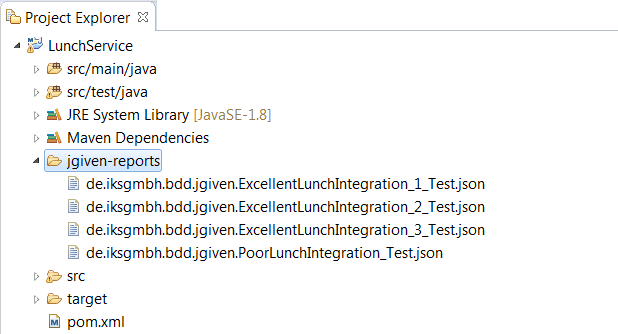 Project Explorer
LunchService
src/main/java
src/test/java
JRE System Library [JavaSE-1.8]
Maven Dependencies
jgiven-reports
de.iksgmbh.bdd.jgiven.ExcellentLunchIntegration_1_Test.json
de.iksgmbh.bdd.jgiven.ExcellentLunchIntegration_2_Test.json
de.iksgmbh.bdd.jgiven.ExcellentLunchIntegration_3_Test.json
de.iksgmbh.bdd.jgiven.PoorLunchIntegration_Test.json
src
target
pom.xml